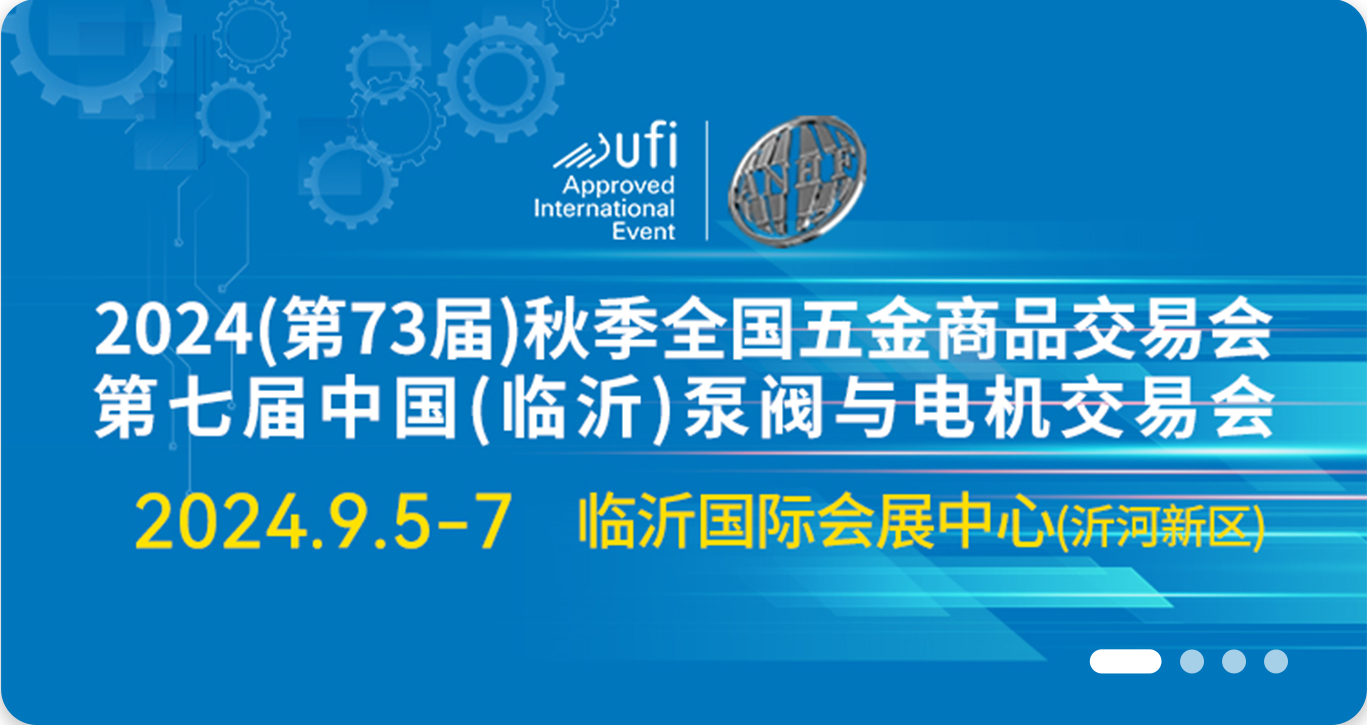 ufi
Approved
International
Event
ANHF
2024(第73届)秋季全国五金商品交易会
第七届中国(临沂)泵阀与电机交易会
2024.9.5-7 临沂国际会展中心(沂河新区)